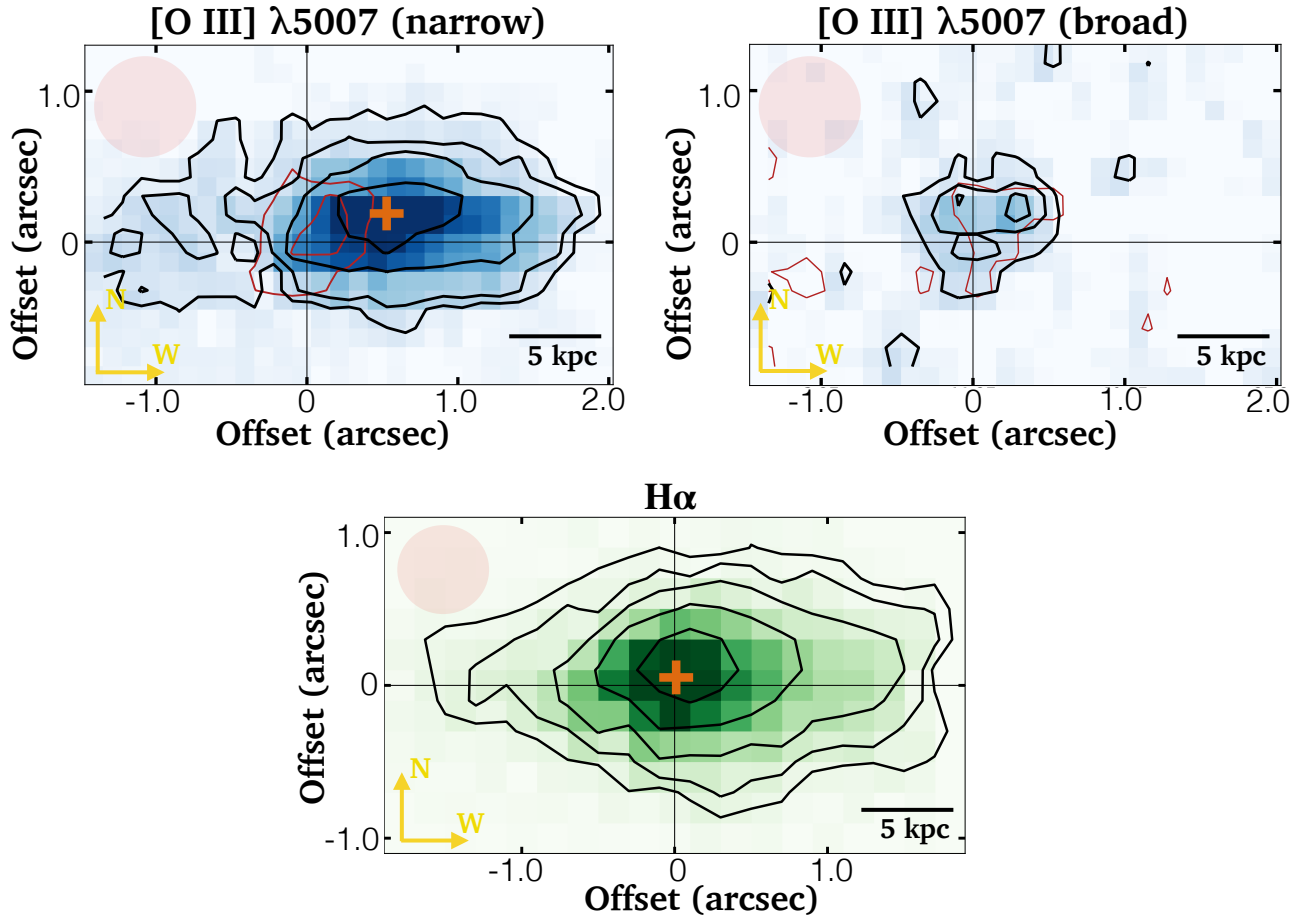 [O III] λ5007 (narrow)
[O III] λ5007 (broad)
Offset (arcsec)
1.0
0
N
W
5 kpc
-1.0
0
1.0
2.0
Offset (arcsec)
Offset (arcsec)
1.0
0
N
W
5 kpc
-1.0
0
1.0
2.0
Offset (arcsec)
Hα
Offset (arcsec)
1.0
0
-1.0
N
W
5 kpc
-1.0
0
1.0
Offset (arcsec)